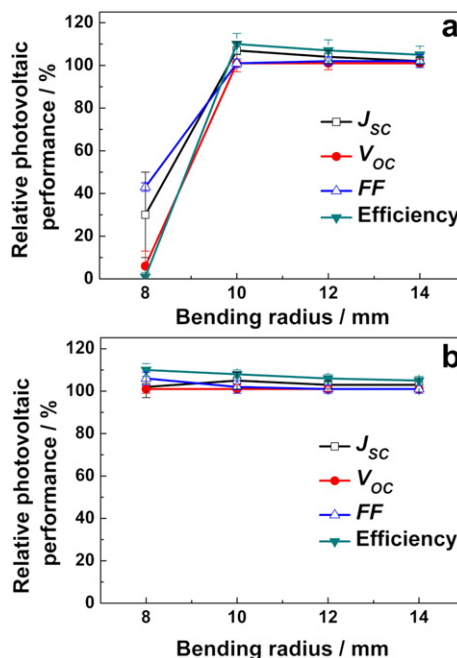 a
Relative photovoltaic
performance / %
120
100
80
60
40
20
0
J_SC
V_OC
FF
Efficiency
8 10 12 14
Bending radius / mm
b
Relative photovoltaic
performance / %
120
100
80
60
40
20
0
J_SC
V_OC
FF
Efficiency
8 10 12 14
Bending radius / mm